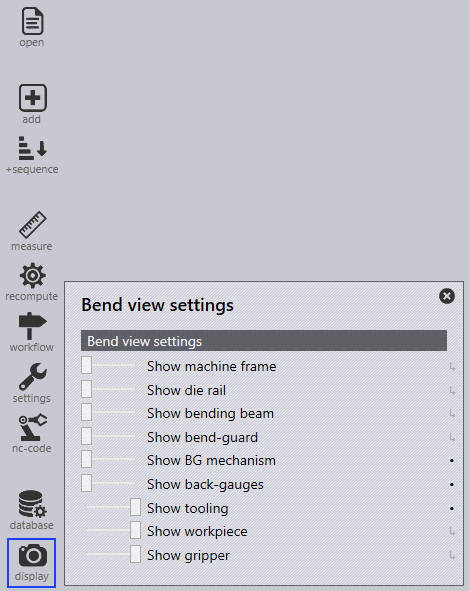 open
add
+sequence
measure
recompute
workflow
settings
nc-code
database
display
Bend view settings
Bend view settings
Show machine frame
Show die rail
Show bending beam
Show bend-guard
Show BG mechanism
Show back-gauges
Show tooling
Show workpiece
Show gripper